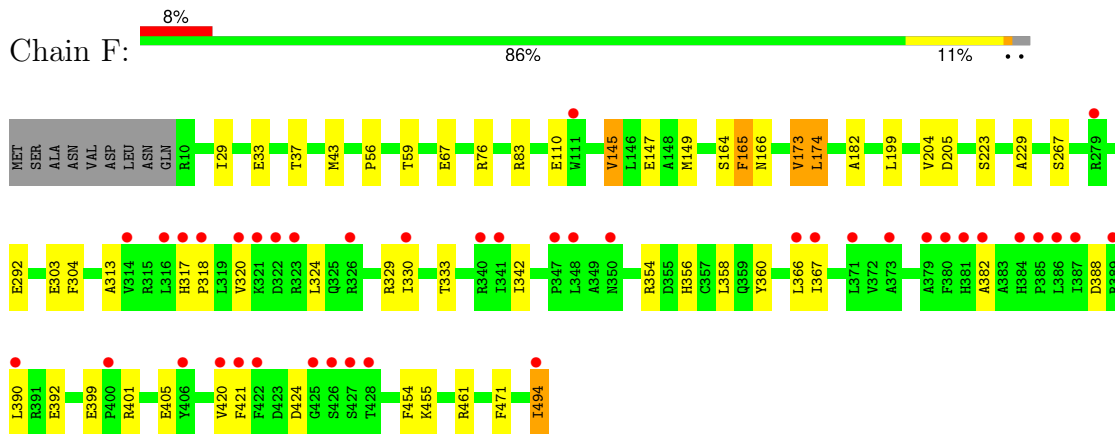 8%
Chain F:
86% 11% • •
MET SER ALA ASN VAL ASP LEU ASN GLN R10 I29 E33 T37 M43 P56 T59 E67 R76 R83 E110 W111 V145 L146 E147 A148 M149 S164 F165 N166 V173 L174 A182 L199 V204 D205 S223 A229 S267 R279
E292 E303 F304 A313 V314 R315 L316 H317 P318 L319 V320 K321 D322 R323 L324 Q325 R326 R329 I330 T333 R340 I341 I342 P347 L348 A349 N350 R354 D355 H356 C357 L358 Q359 Y360 L366 I367 L371 V372 A373 A379 F380 H381 A382 A383 H384 P385 L386 I387 D388
L390 R391 E392 E399 P400 R401 E405 Y406 V420 F421 F422 D423 D424 G425 S426 S427 T428 F454 K455 R461 F471 I494